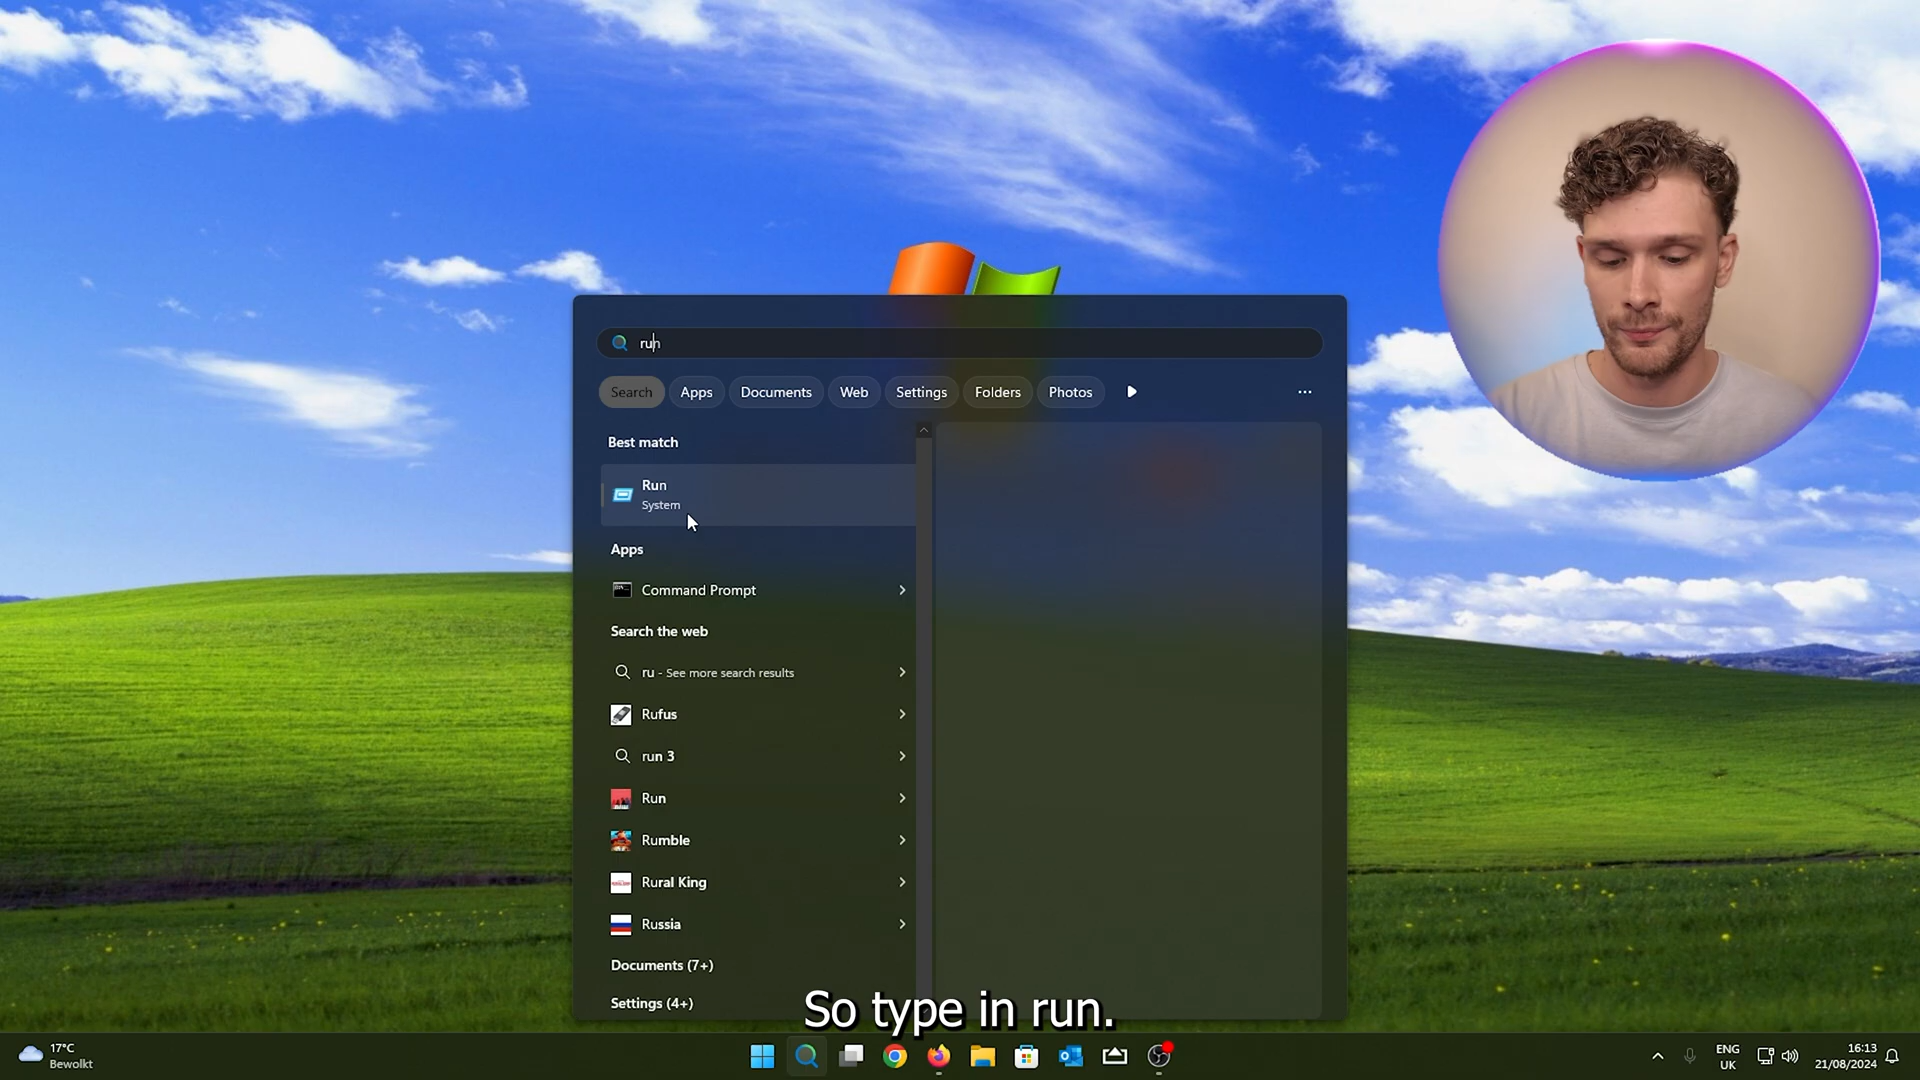 run
Search Apps Documents Web Settings Folders Photos
Best match
Run
System
Apps
Command Prompt
Search the web
ru - See more search results
Rufus
run 3
Run
Rumble
Rural King
Russia
Documents (7+)
Settings (4+)
So type in run.
17°C
Bewolkt
ENG
UK
16:13
21/08/2024